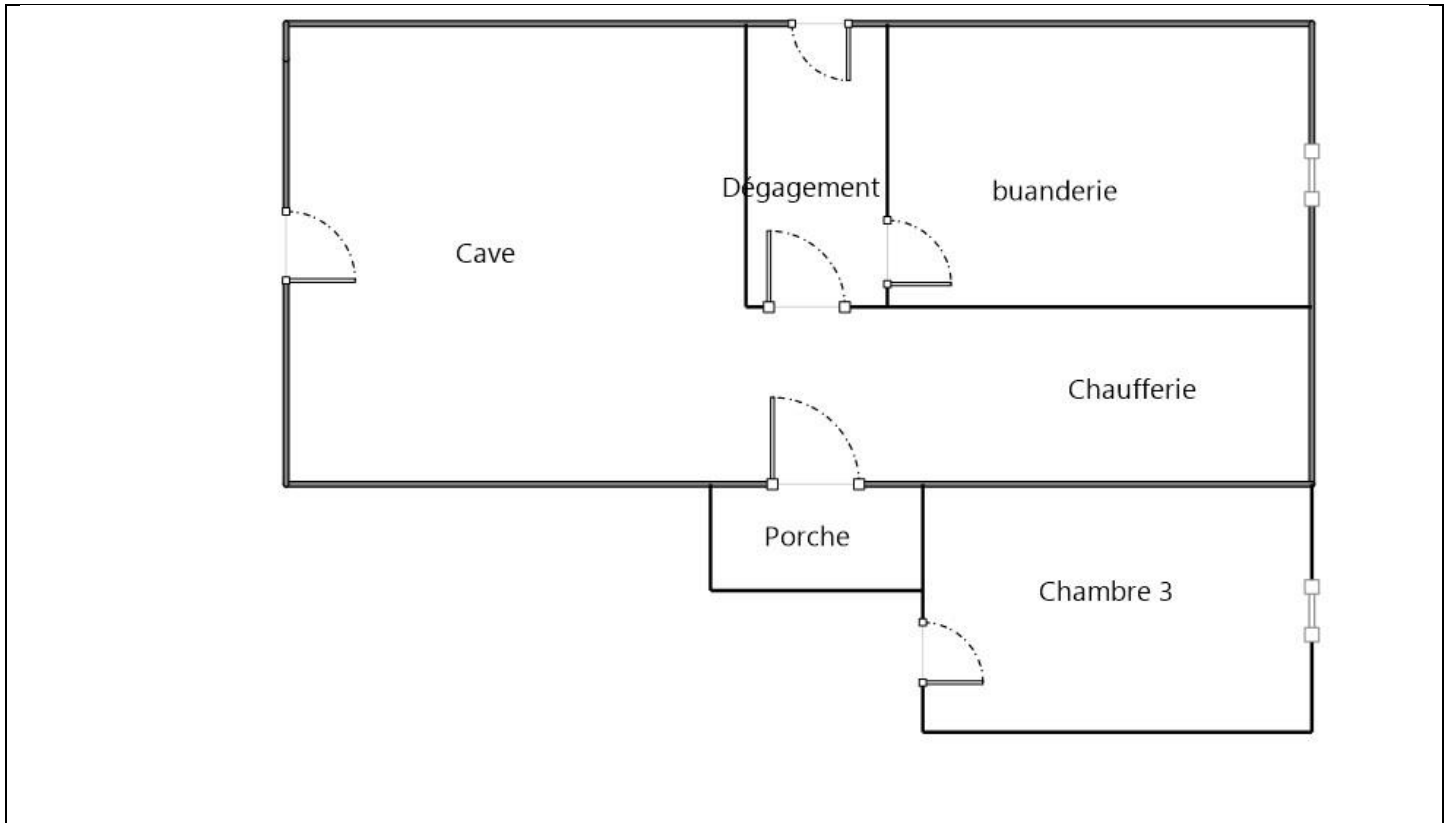 Dégagement
buanderie
Cave
Chaufferie
Porche
Chambre 3